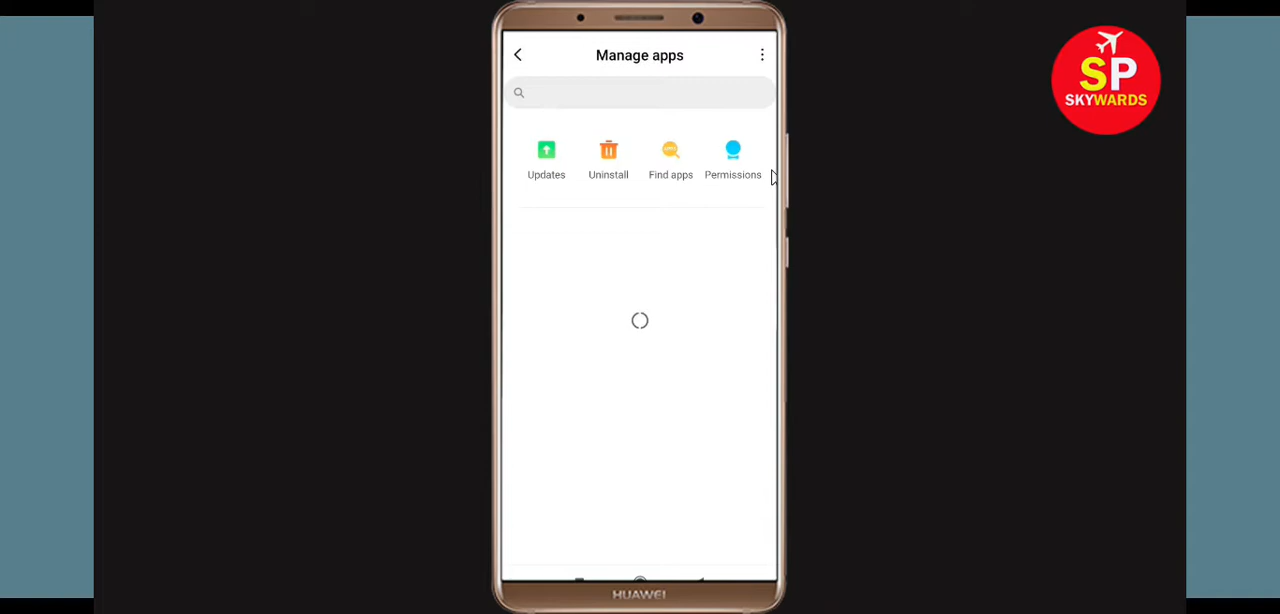 Manage apps
Updates
Uninstall
Find apps
Permissions
HUAWEI
SP
SKYWARDS